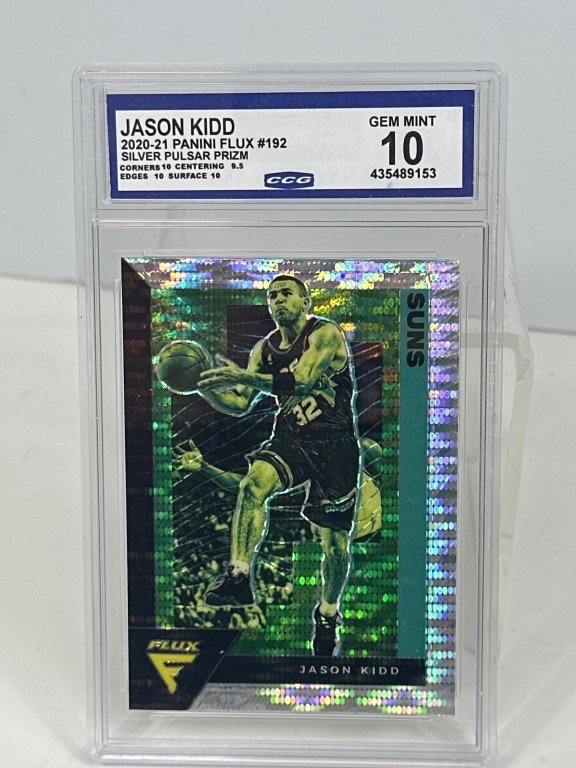 JASON KIDD
2020-21 PANINI FLUX #192
SILVER PULSAR PRIZM
CORNERS 10 CENTERING 9.5
EDGES 10 SURFACE 10
GEM MINT
10
435489153
CCG
SUNS
32
FLUX
JASON KIDD